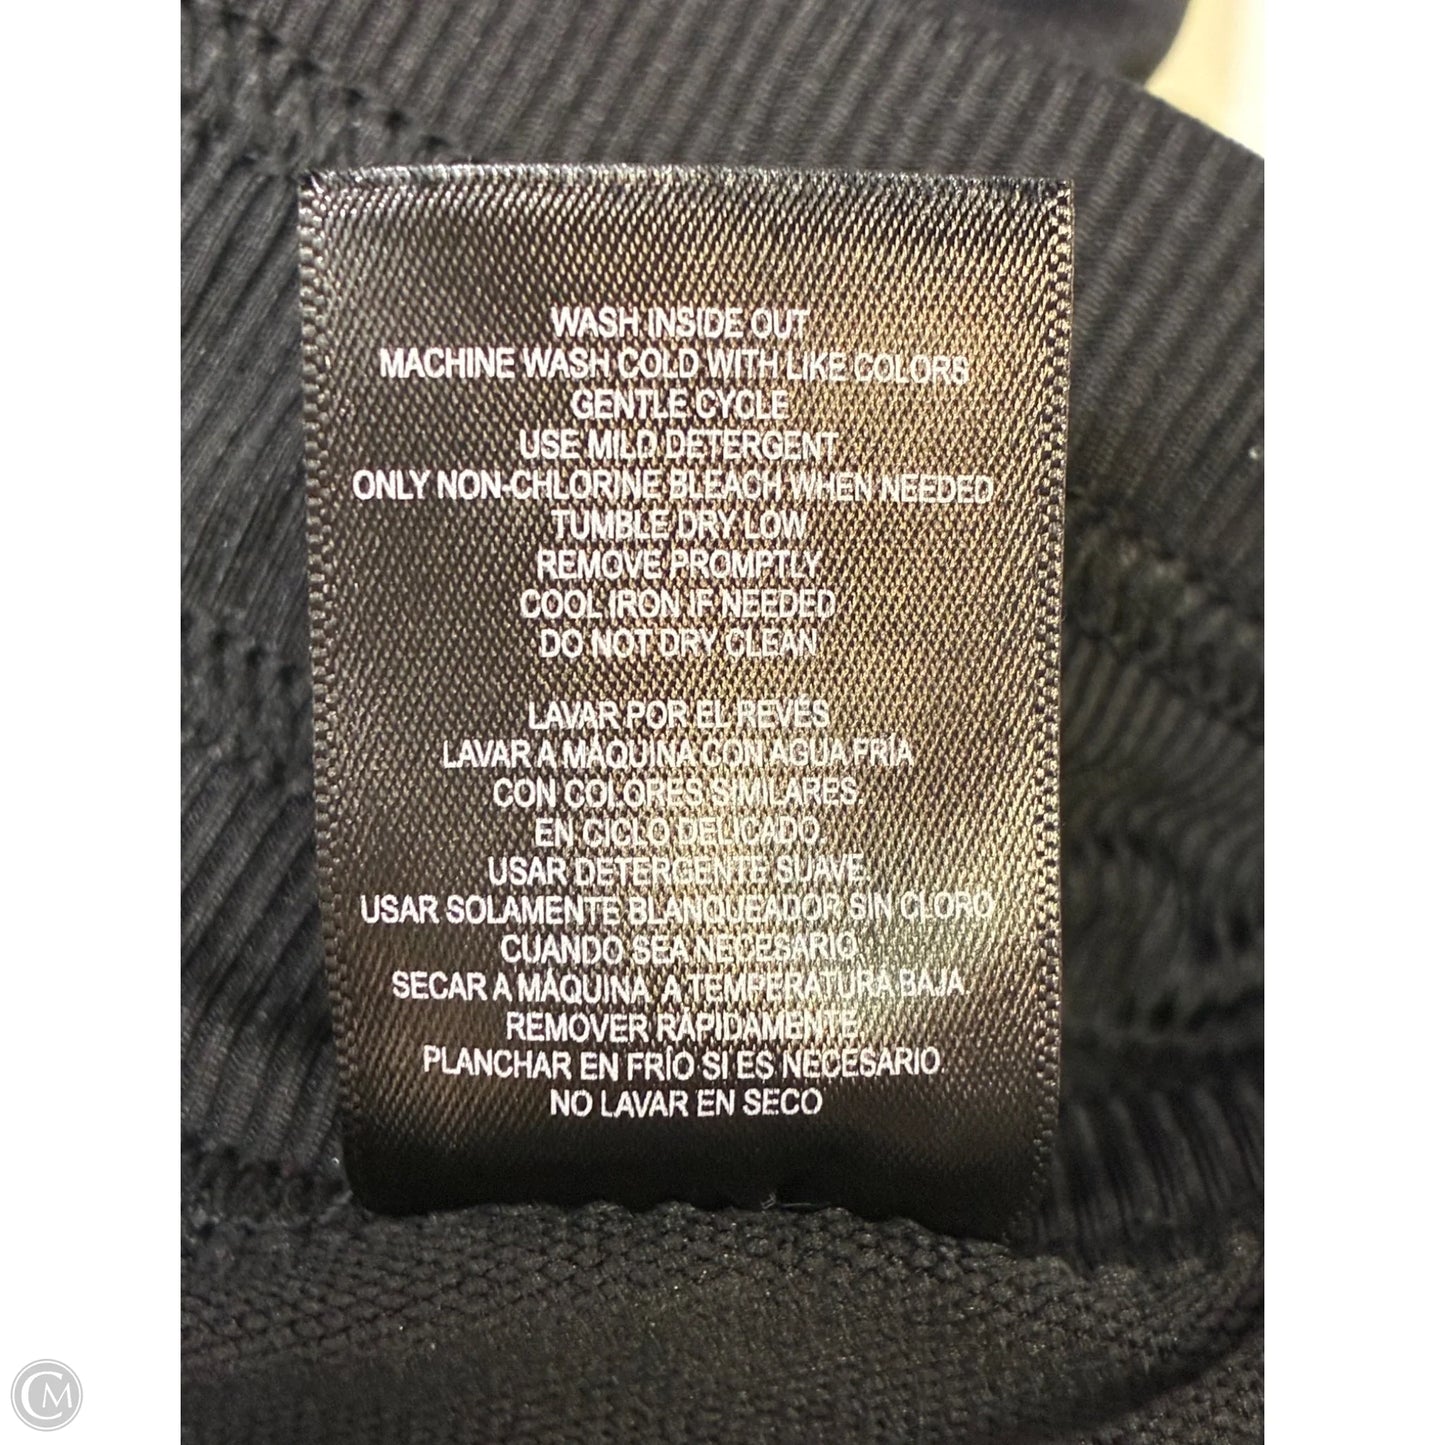 WASH INSIDE OUT
MACHINE WASH COLD WITH LIKE COLORS
GENTLE CYCLE
USE MILD DETERGENT
ONLY NON-CHLORINE BLEACH WHEN NEEDED
TUMBLE DRY LOW
REMOVE PROMPTLY
COOL IRON IF NEEDED
DO NOT DRY CLEAN
LAVAR POR EL REVÉS
LAVAR A MÁQUINA CON AGUA FRÍA
CON COLORES SIMILARES.
EN CICLO DELICADO.
USAR DETERGENTE SUAVE.
USAR SOLAMENTE BLANQUEADOR SIN CLORO
CUANDO SEA NECESARIO.
SECAR A MÁQUINA A TEMPERATURA BAJA
REMOVER RÁPIDAMENTE
PLANCHAR EN FRÍO SI ES NECESARIO.
NO LAVAR EN SECO
CM